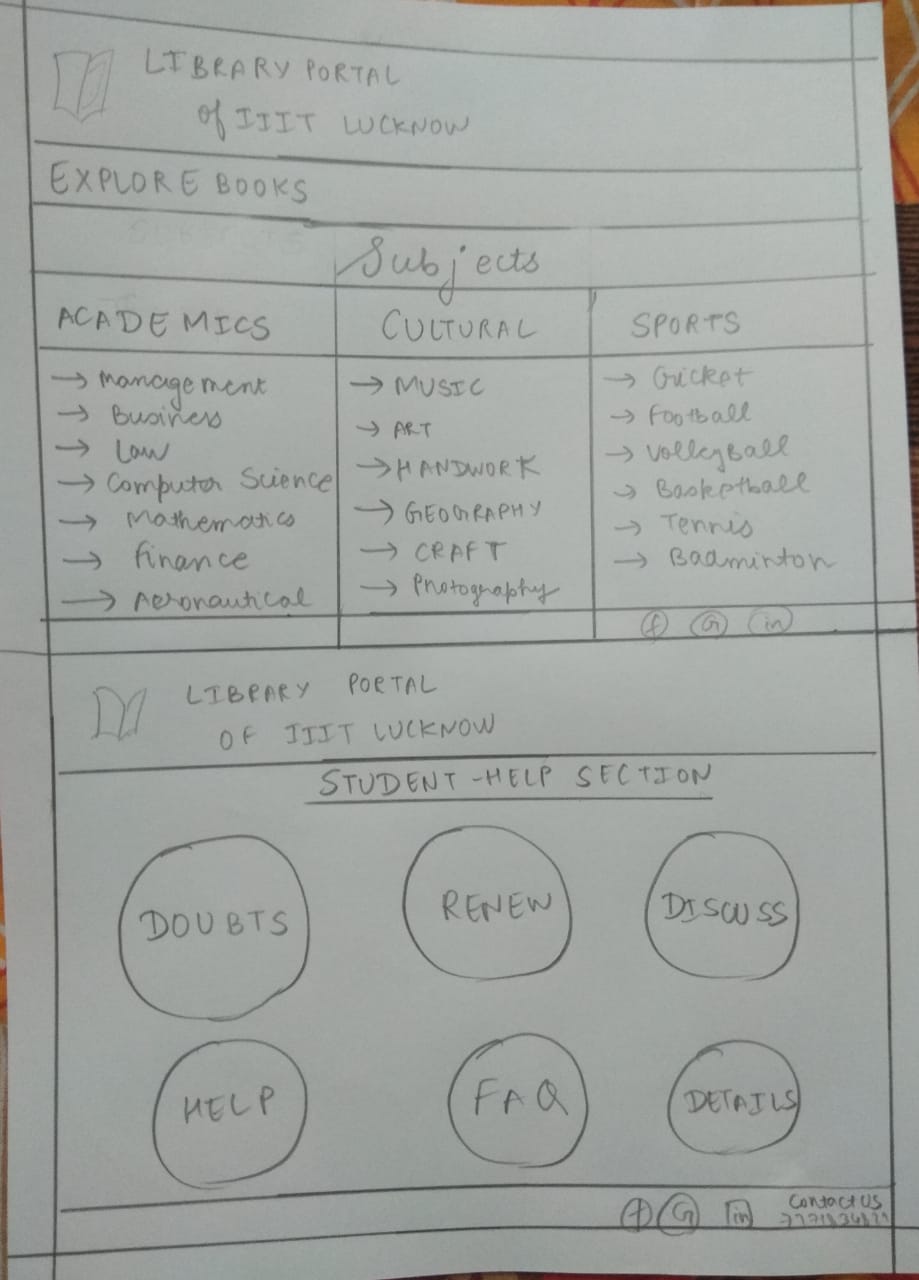 LIBRARY PORTAL
of IIIT LUCKNOW
EXPLORE BOOKS
Subjects
ACADEMICS
CULTURAL
SPORTS
→ Management
→ Business
→ Law
→ Computer Science
→ Mathematics
→ Finance
→ Aeronautical
→ MUSIC
→ ART
→ HANDWORK
→ GEOGRAPHY
→ CRAFT
→ Photography
→ Cricket
→ Football
→ Volleyball
→ Basketball
→ Tennis
→ Badminton
f G in
LIBRARY PORTAL
OF IIIT LUCKNOW
STUDENT-HELP SECTION
DOUBTS
RENEW
DISCUSS
HELP
FAQ
DETAILS
f G in
Contact Us